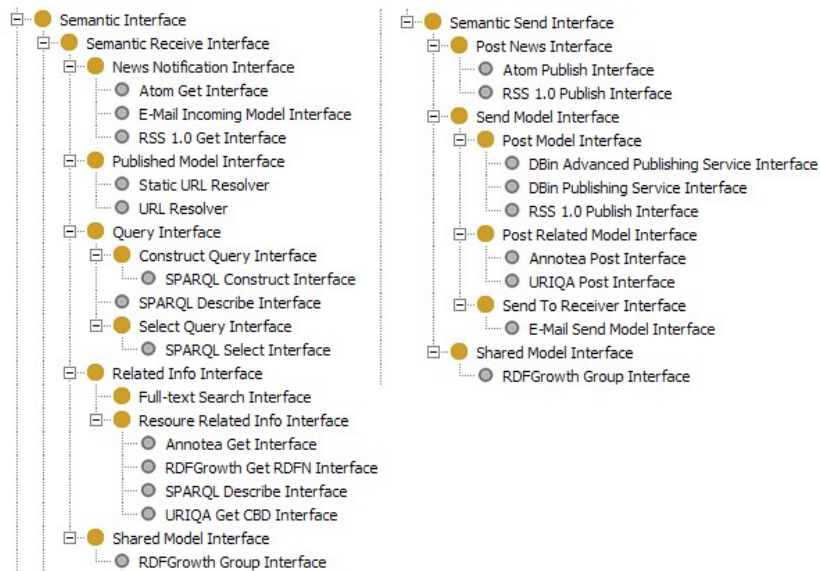 Semantic Interface
Semantic Receive Interface
News Notification Interface
Atom Get Interface
E-Mail Incoming Model Interface
RSS 1.0 Get Interface
Published Model Interface
Static URL Resolver
URL Resolver
Query Interface
Construct Query Interface
SPARQL Construct Interface
SPARQL Describe Interface
Select Query Interface
SPARQL Select Interface
Related Info Interface
Full-text Search Interface
Resoure Related Info Interface
Annotea Get Interface
RDFGrowth Get RDFN Interface
SPARQL Describe Interface
URIQA Get CBD Interface
Shared Model Interface
RDFGrowth Group Interface
Semantic Send Interface
Post News Interface
Atom Publish Interface
RSS 1.0 Publish Interface
Send Model Interface
Post Model Interface
DBin Advanced Publishing Service Interface
DBin Publishing Service Interface
RSS 1.0 Publish Interface
Post Related Model Interface
Annotea Post Interface
URIQA Post Interface
Send To Receiver Interface
E-Mail Send Model Interface
Shared Model Interface
RDFGrowth Group Interface